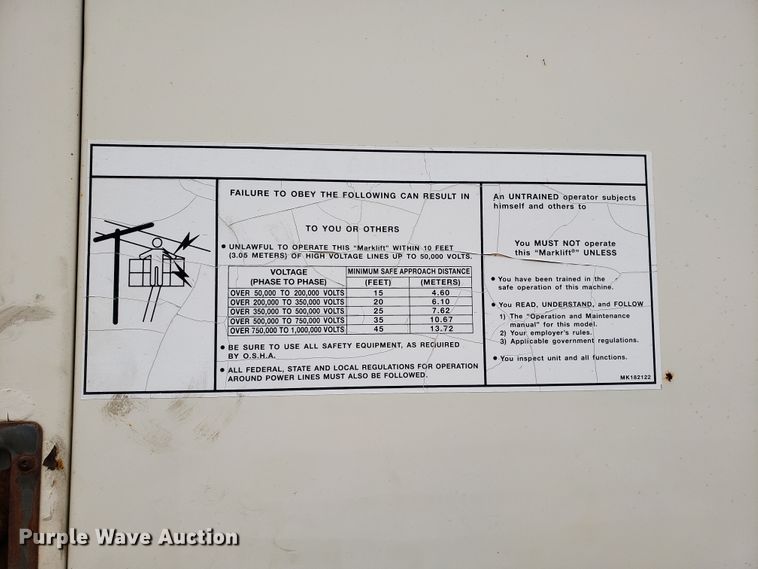 FAILURE TO OBEY THE FOLLOWING CAN RESULT IN
TO YOU OR OTHERS
● UNLAWFUL TO OPERATE THIS "Marklift" WITHIN 10 FEET
(3.05 METERS) OF HIGH VOLTAGE LINES UP TO 50,000 VOLTS.
VOLTAGE
(PHASE TO PHASE)
MINIMUM SAFE APPROACH DISTANCE
(FEET) (METERS)
OVER 50,000 TO 200,000 VOLTS 15 4.60
OVER 200,000 TO 350,000 VOLTS 20 6.10
OVER 350,000 TO 500,000 VOLTS 25 7.62
OVER 500,000 TO 750,000 VOLTS 35 10.67
OVER 750,000 TO 1,000,000 VOLTS 45 13.72
● BE SURE TO USE ALL SAFETY EQUIPMENT, AS REQUIRED
BY O.S.H.A.
● ALL FEDERAL, STATE AND LOCAL REGULATIONS FOR OPERATION
AROUND POWER LINES MUST ALSO BE FOLLOWED.
An UNTRAINED operator subjects
himself and others to
You MUST NOT operate
this "Marklift®" UNLESS
● You have been trained in the
safe operation of this machine.
● You READ, UNDERSTAND, and FOLLOW
1) The "Operation and Maintenance
manual" for this model.
2) Your employer's rules.
3) Applicable government regulations.
● You inspect unit and all functions.
MK182122
Purple Wave Auction